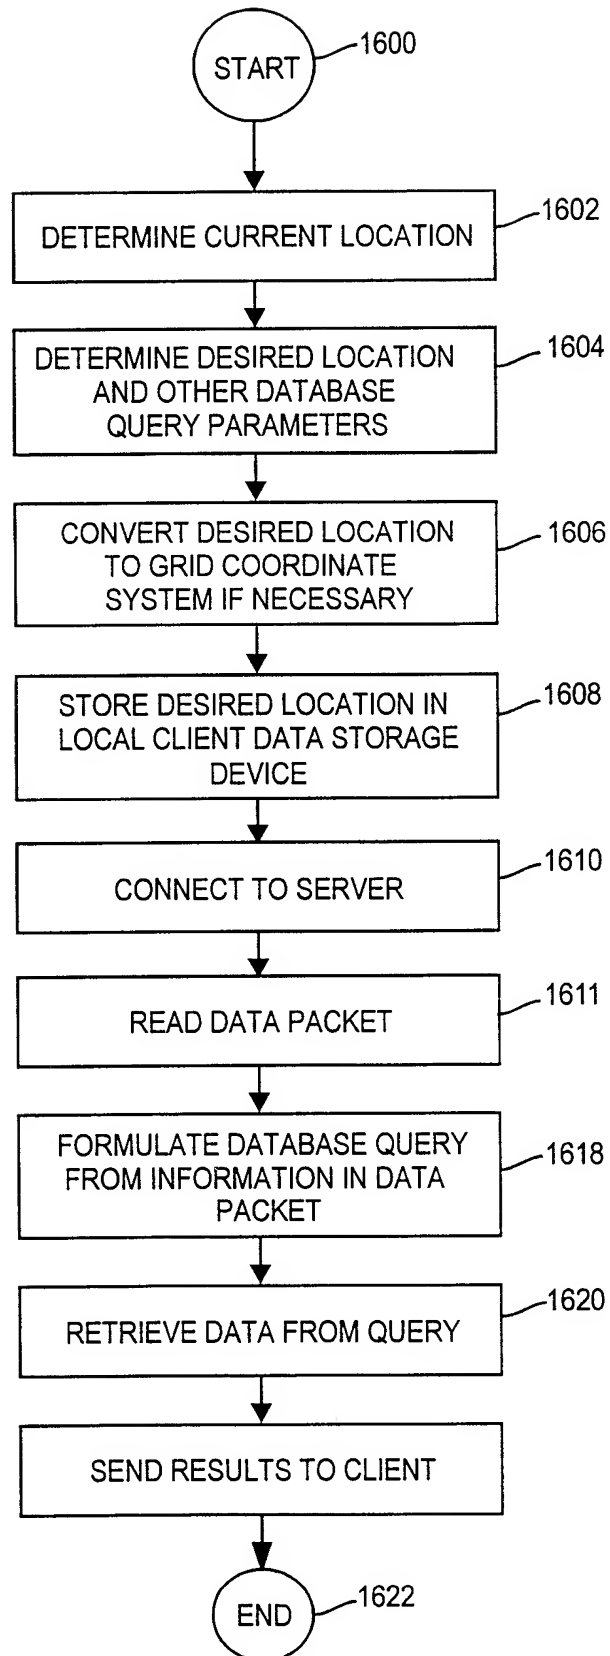 START
1600
DETERMINE CURRENT LOCATION
1602
DETERMINE DESIRED LOCATION
AND OTHER DATABASE
QUERY PARAMETERS
1604
CONVERT DESIRED LOCATION
TO GRID COORDINATE
SYSTEM IF NECESSARY
1606
STORE DESIRED LOCATION IN
LOCAL CLIENT DATA STORAGE
DEVICE
1608
CONNECT TO SERVER
1610
READ DATA PACKET
1611
FORMULATE DATABASE QUERY
FROM INFORMATION IN DATA
PACKET
1618
RETRIEVE DATA FROM QUERY
1620
SEND RESULTS TO CLIENT
END
1622